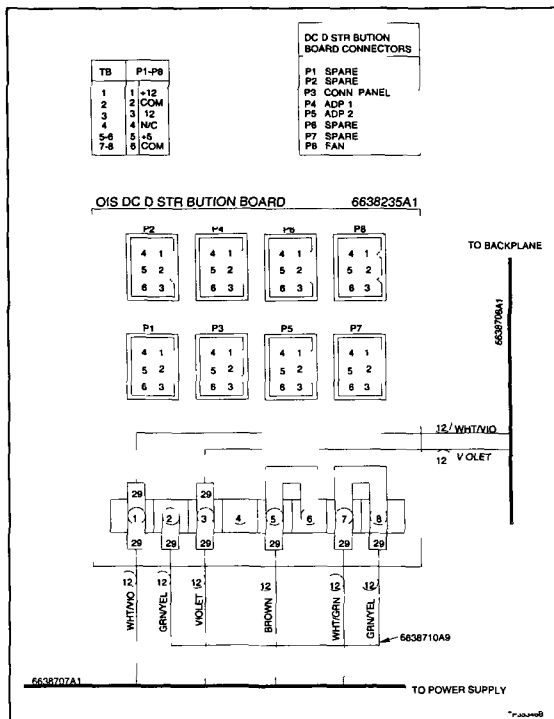 DC D STR BUTION
BOARD CONNECTORS
P1 SPARE
P2 SPARE
P3 CONN PANEL
P4 ADP 1
P5 ADP 2
P6 SPARE
P7 SPARE
P8 FAN
TB P1-P8
1 1 +12
2 2 COM
3 3 12
4 4 N/C
5-6 5 +5
7-8 6 COM
OIS DC D STR BUTION BOARD 6638235A1
P2 P4 P6 P8
4 1 4 1 4 1 4 1
5 2 5 2 5 2 5 2
6 3 6 3 6 3 6 3
TO BACKPLANE
6638706A1
P1 P3 P5 P7
4 1 4 1 4 1 4 1
5 2 5 2 5 2 5 2
6 3 6 3 6 3 6 3
12 WHT/VIO
12 V OLET
29 29
1 2 3 4 5 6 7 8
29 29 29 29 29 29
12 12 12 12 12 12
WHT/VIO GRN/YEL VIOLET BROWN WHT/GRN GRN/YEL
6638710A9
6638707A1
TO POWER SUPPLY